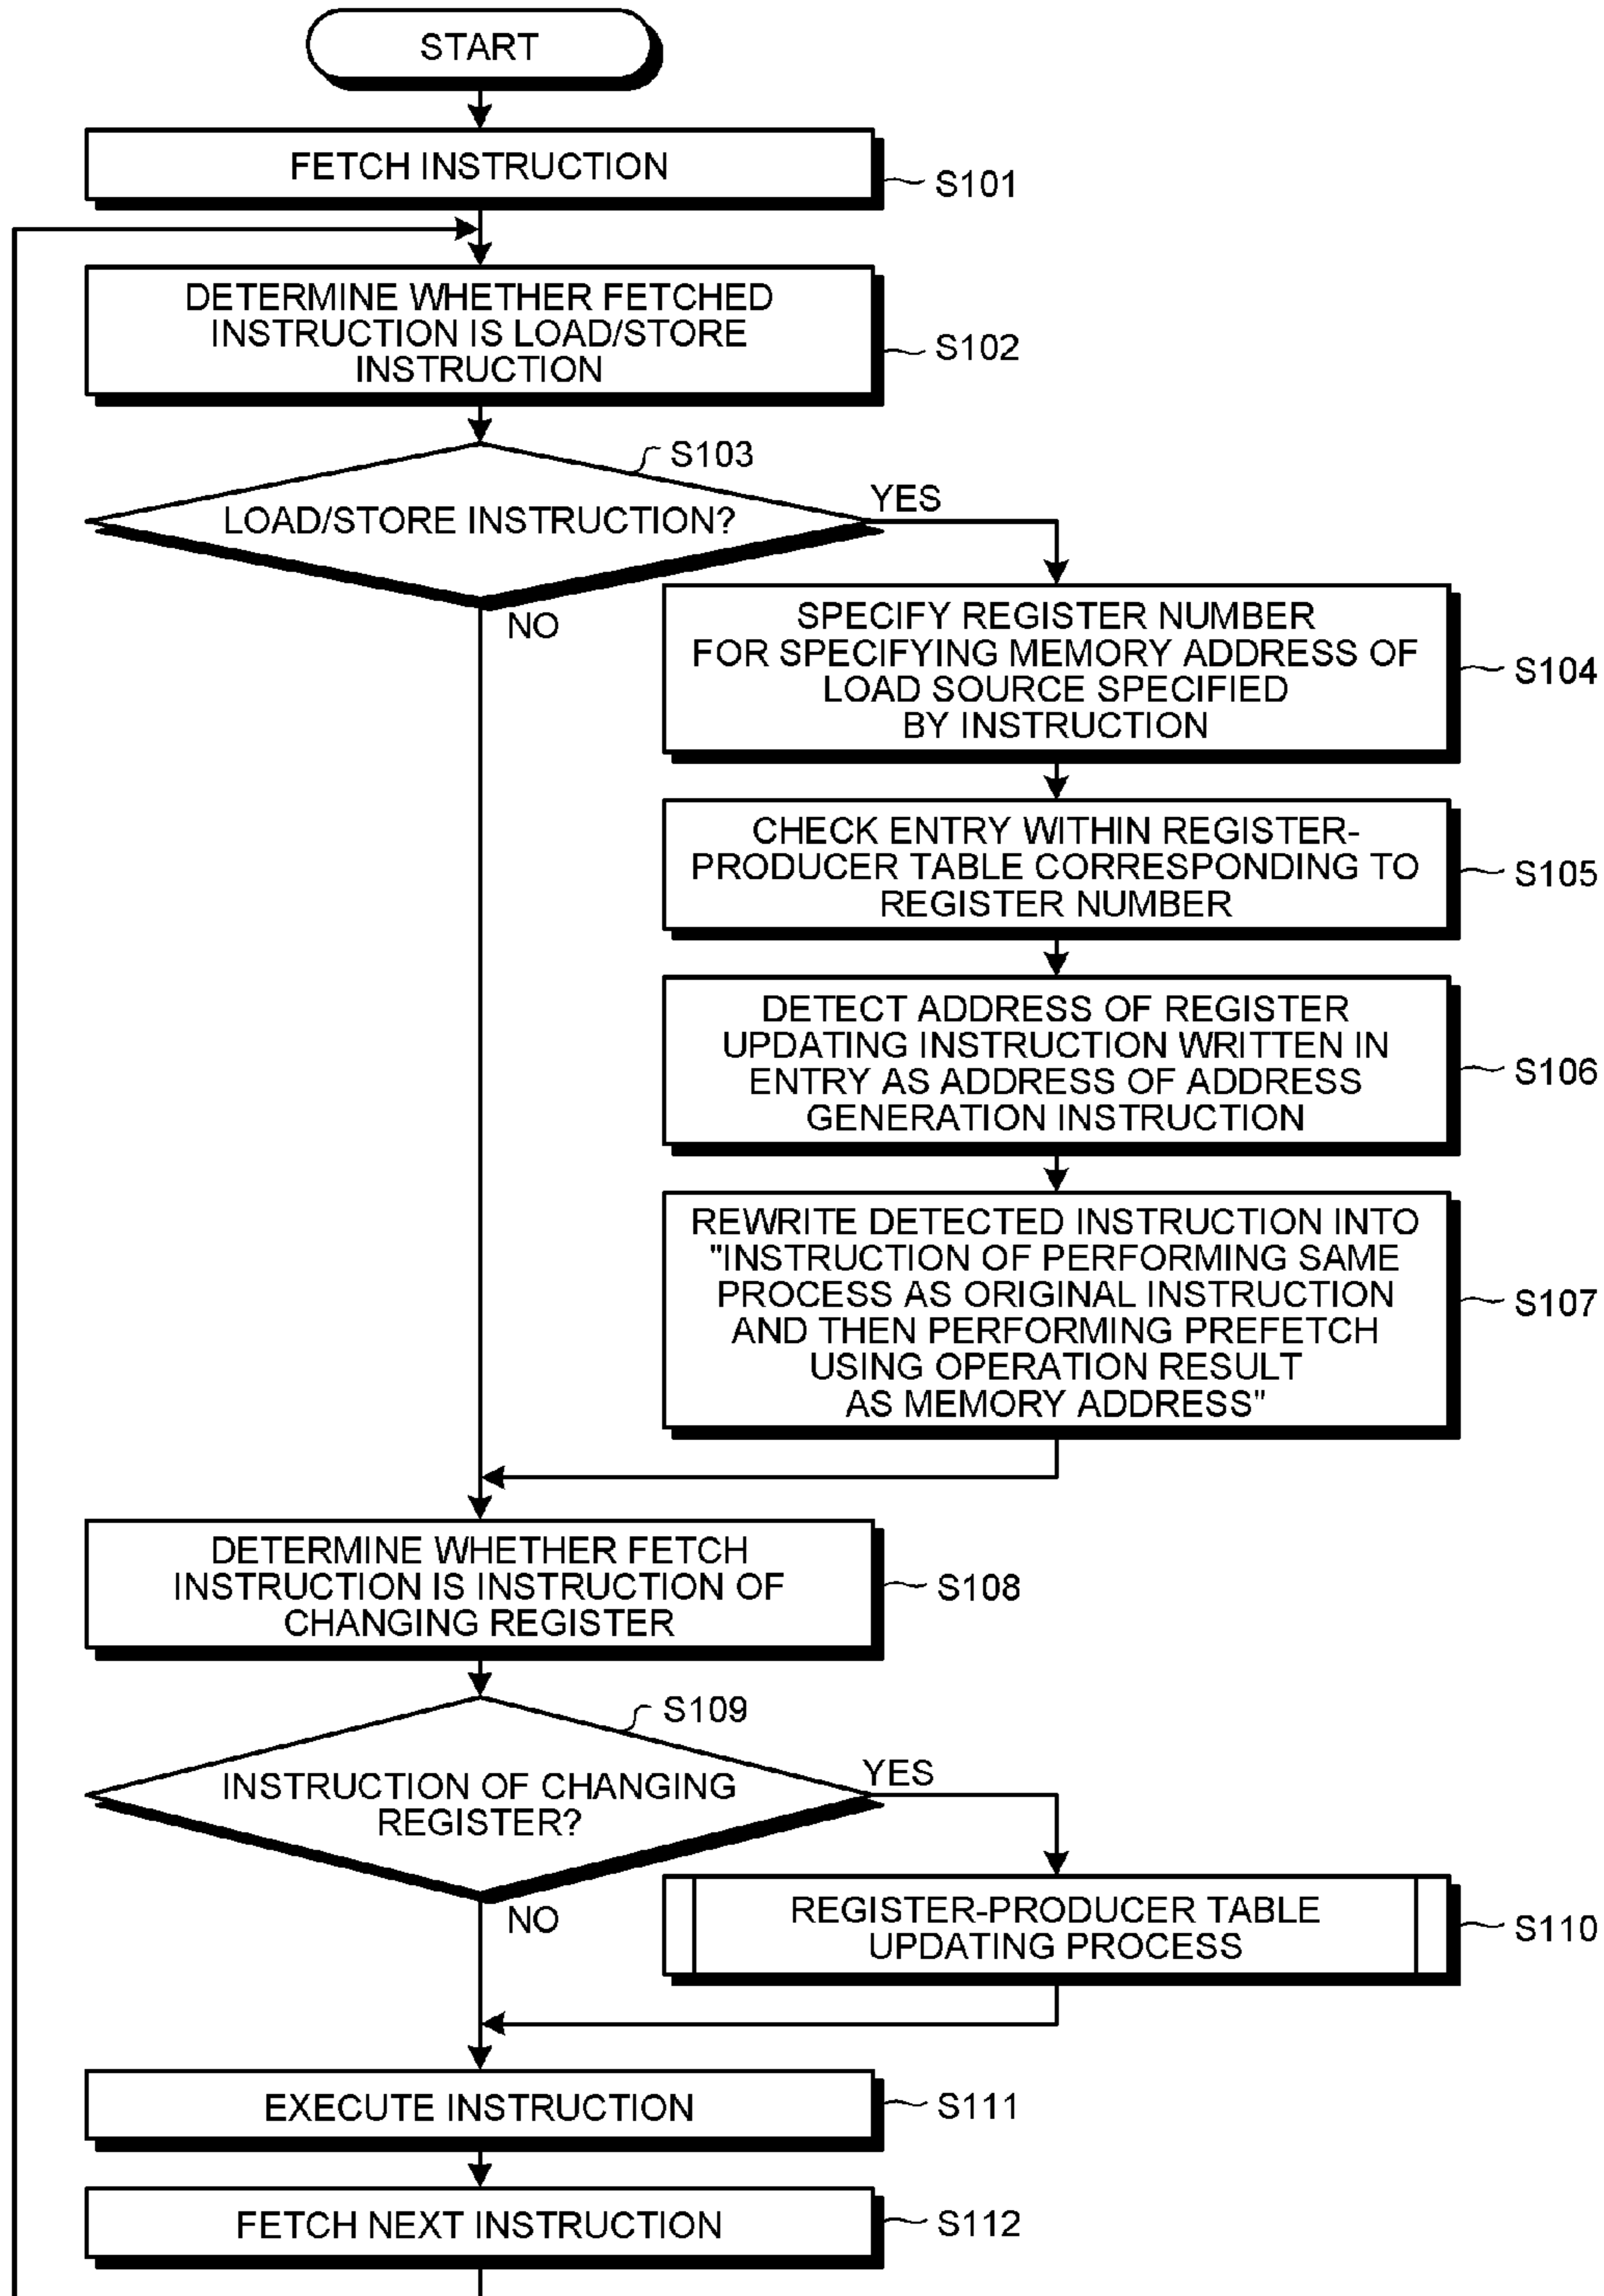 START
FETCH INSTRUCTION
S101
DETERMINE WHETHER FETCHED
INSTRUCTION IS LOAD/STORE
INSTRUCTION
S102
S103
LOAD/STORE INSTRUCTION?
YES
NO
SPECIFY REGISTER NUMBER
FOR SPECIFYING MEMORY ADDRESS OF
LOAD SOURCE SPECIFIED
BY INSTRUCTION
S104
CHECK ENTRY WITHIN REGISTER-
PRODUCER TABLE CORRESPONDING TO
REGISTER NUMBER
S105
DETECT ADDRESS OF REGISTER
UPDATING INSTRUCTION WRITTEN IN
ENTRY AS ADDRESS OF ADDRESS
GENERATION INSTRUCTION
S106
REWRITE DETECTED INSTRUCTION INTO
"INSTRUCTION OF PERFORMING SAME
PROCESS AS ORIGINAL INSTRUCTION
AND THEN PERFORMING PREFETCH
USING OPERATION RESULT
AS MEMORY ADDRESS"
S107
DETERMINE WHETHER FETCH
INSTRUCTION IS INSTRUCTION OF
CHANGING REGISTER
S108
S109
INSTRUCTION OF CHANGING
REGISTER?
YES
NO
REGISTER-PRODUCER TABLE
UPDATING PROCESS
S110
EXECUTE INSTRUCTION
S111
FETCH NEXT INSTRUCTION
S112